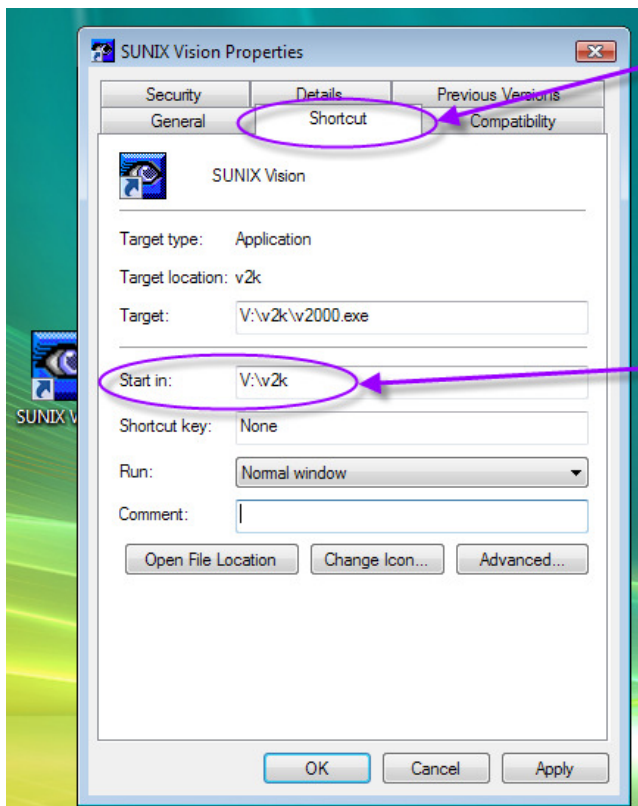 SUNIX Vision Properties
Security Details Previous Versions
General Shortcut Compatibility
SUNIX Vision
Target type: Application
Target location: v2k
Target: V:\v2k\v2000.exe
Start in: V:\v2k
SUNIX V
Shortcut key: None
Run: Normal window
Comment:
Open File Location Change Icon... Advanced...
OK Cancel Apply